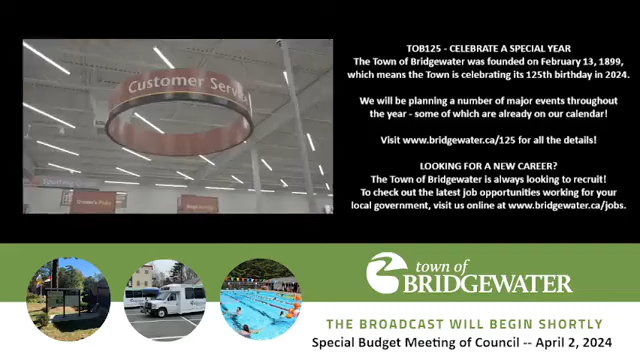 Customer Serv
TOB125 - CELEBRATE A SPECIAL YEAR
The Town of Bridgewater was founded on February 13, 1899,
which means the Town is celebrating its 125th birthday in 2024.
We will be planning a number of major events throughout
the year - some of which are already on our calendar!
Visit www.bridgewater.ca/125 for all the details!
LOOKING FOR A NEW CAREER?
The Town of Bridgewater is always looking to recruit!
To check out the latest job opportunities working for your
local government, visit us online at www.bridgewater.ca/jobs.
town of
BRIDGEWATER
THE BROADCAST WILL BEGIN SHORTLY
Special Budget Meeting of Council -- April 2, 2024